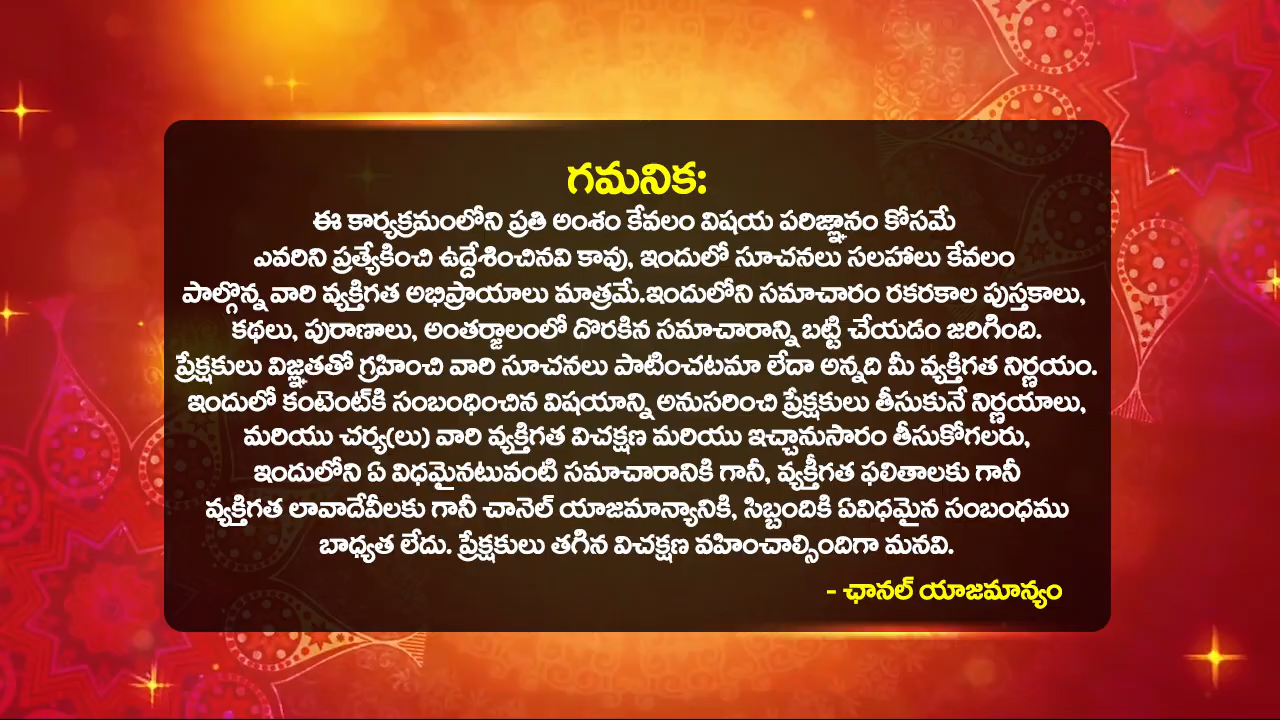 గమనిక:
ఈ కార్యక్రమంలోని ప్రతి అంశం కేవలం విషయ పరిజ్ఞానం కోసమే
ఎవరిని ప్రత్యేకించి ఉద్దేశించినవి కావు, ఇందులో సూచనలు సలహాలు కేవలం
పాల్గొన్న వారి వ్యక్తిగత అభిప్రాయాలు మాత్రమే.ఇందులోని సమాచారం రకరకాల పుస్తకాలు,
కథలు, పురాణాలు, అంతర్జాలంలో దొరకిన సమాచారాన్ని బట్టి చేయడం జరిగింది.
ప్రేక్షకులు విజ్ఞతతో గ్రహించి వారి సూచనలు పాటించటమా లేదా అన్నది మీ వ్యక్తిగత నిర్ణయం.
ఇందులో కంటెంట్‌కి సంబంధించిన విషయాన్ని అనుసరించి ప్రేక్షకులు తీసుకునే నిర్ణయాలు,
మరియు చర్య(లు) వారి వ్యక్తిగత విచక్షణ మరియు ఇచ్చానుసారం తీసుకోగలరు,
ఇందులోని ఏ విధమైనటువంటి సమాచారానికి గానీ, వ్యక్తీగత ఫలితాలకు గానీ
వ్యక్తిగత లావాదేవీలకు గానీ చానెల్ యాజమాన్యానికి, సిబ్బందికి ఏవిధమైన సంబంధము
బాధ్యత లేదు. ప్రేక్షకులు తగిన విచక్షణ వహించాల్సిందిగా మనవి.
- ఛానల్ యాజమాన్యం